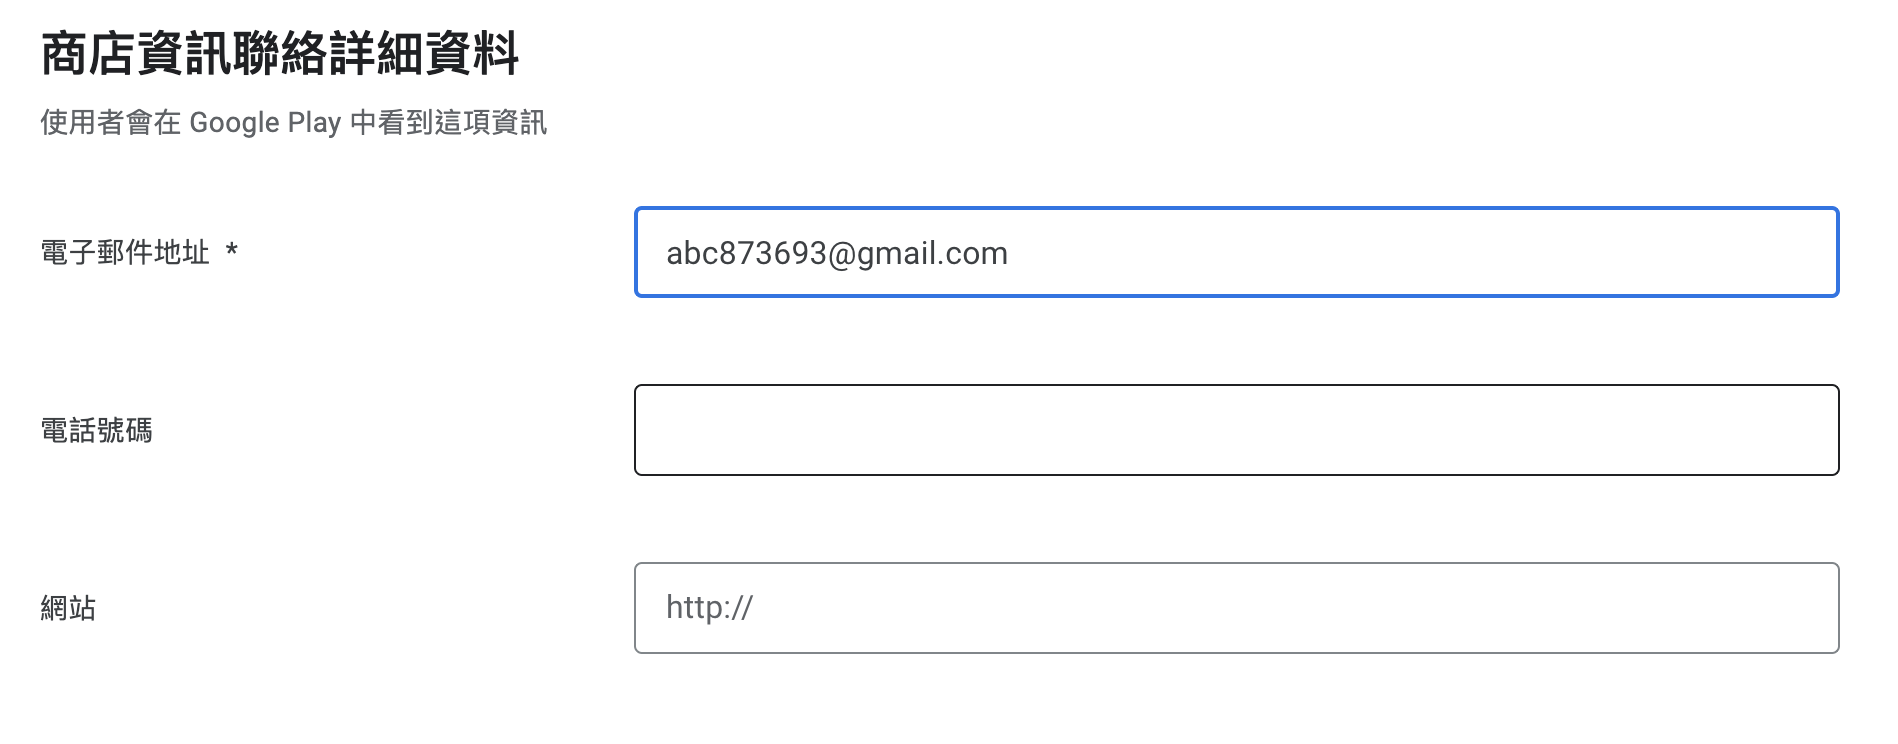 商店資訊聯絡詳細資料
使用者會在 Google Play 中看到這項資訊
電子郵件地址 *
abc873693@gmail.com
電話號碼
網站
http://